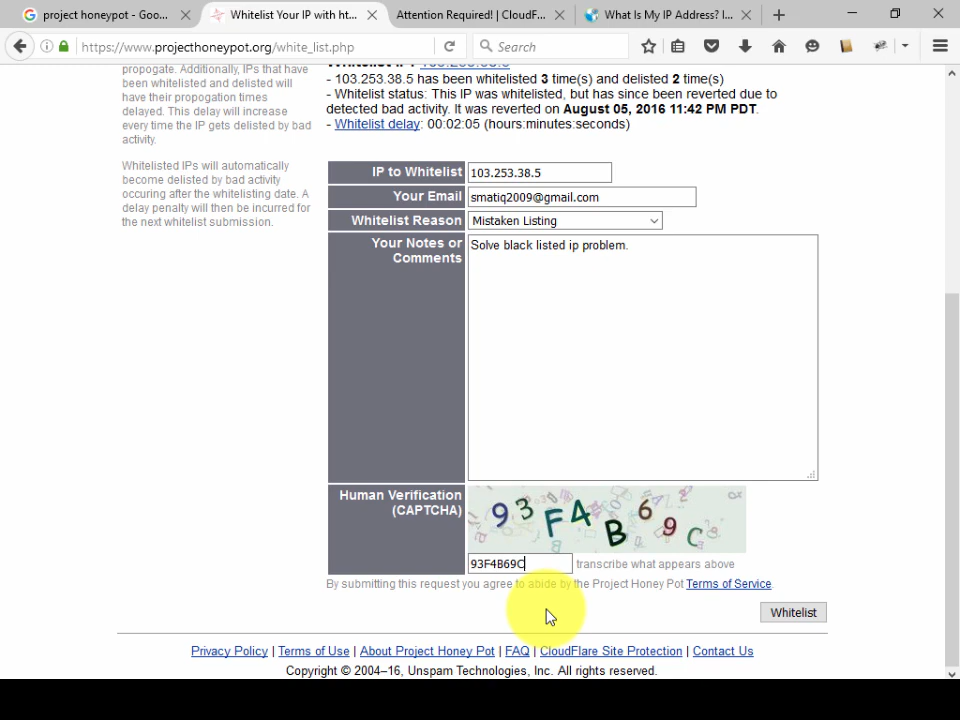 project honeypot - Goo...
Whitelist Your IP with ht...
Attention Required! | CloudF...
What Is My IP Address? I...
https://www.projecthoneypot.org/white_list.php
Search
propogate. Additionally, IPs that have
been whitelisted and delisted will
have their propogation times
delayed. This delay will increase
every time the IP gets delisted by bad
activity.
Whitelisted IPs will automatically
become delisted by bad activity
occuring after the whitelisting date. A
delay penalty will then be incurred for
the next whitelist submission.
- 103.253.38.5 has been whitelisted 3 time(s) and delisted 2 time(s)
- Whitelist status: This IP was whitelisted, but has since been reverted due to
detected bad activity. It was reverted on August 05, 2016 11:42 PM PDT.
- Whitelist delay: 00:02:05 (hours:minutes:seconds)
IP to Whitelist 103.253.38.5
Your Email smatiq2009@gmail.com
Whitelist Reason Mistaken Listing
Your Notes or
Comments
Solve black listed ip problem.
Human Verification
(CAPTCHA)
93F4B69C
93F4B69C transcribe what appears above
By submitting this request you agree to abide by the Project Honey Pot Terms of Service.
Whitelist
Privacy Policy | Terms of Use | About Project Honey Pot | FAQ | CloudFlare Site Protection | Contact Us
Copyright © 2004–16, Unspam Technologies, Inc. All rights reserved.